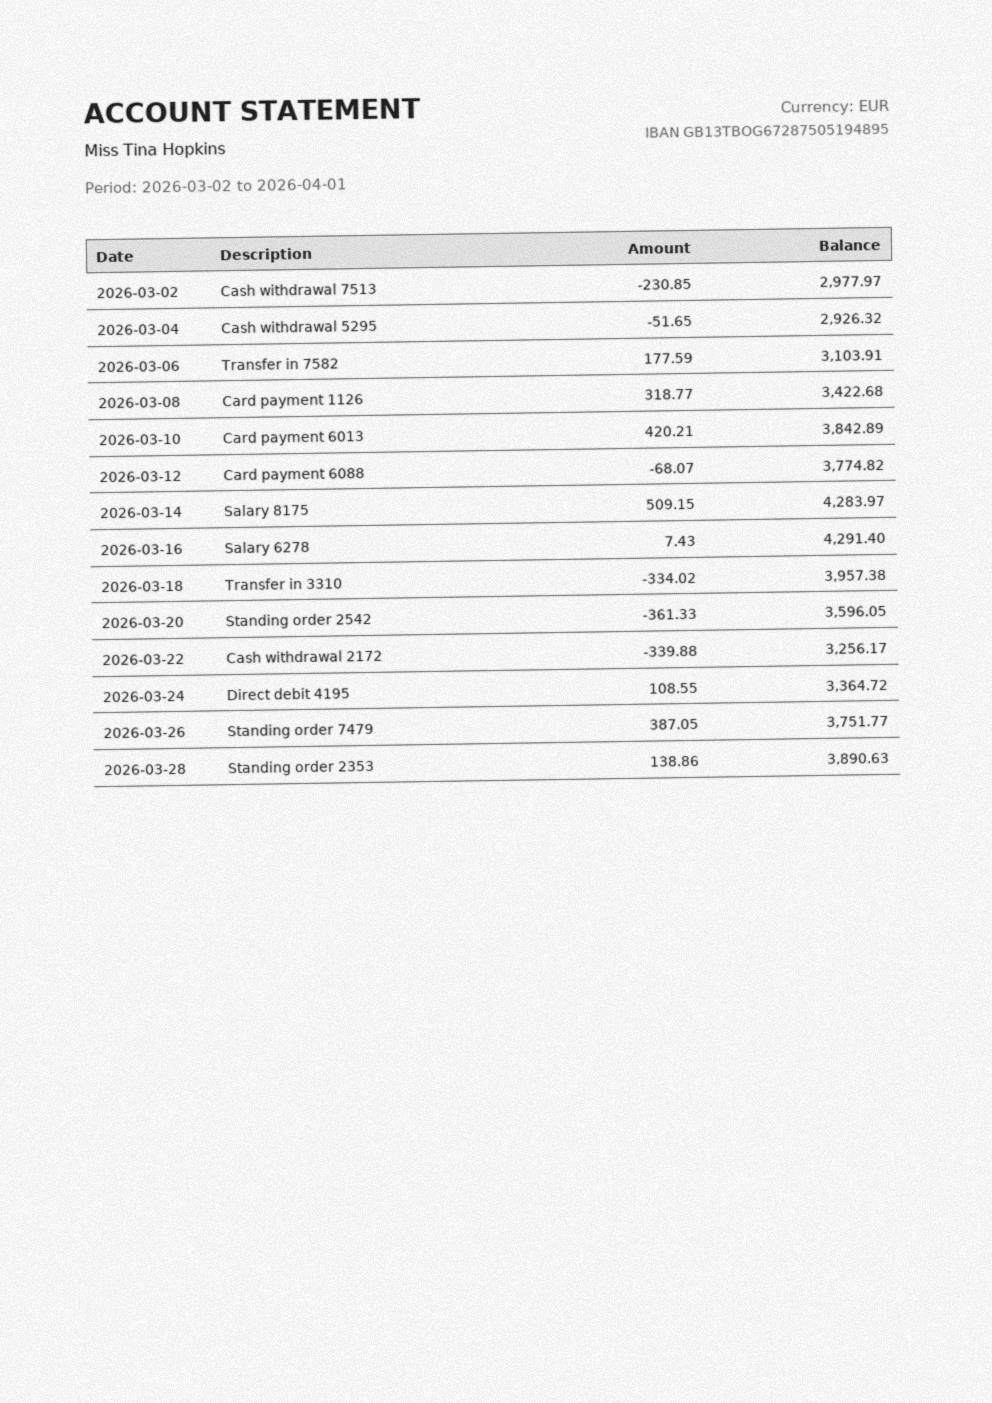 ACCOUNT STATEMENT
Currency: EUR
Miss Tina Hopkins
IBAN GB13TBOG67287505194895
Period: 2026-03-02 to 2026-04-01
Date Description Amount Balance
2026-03-02 Cash withdrawal 7513 -230.85 2,977.97
2026-03-04 Cash withdrawal 5295 -51.65 2,926.32
2026-03-06 Transfer in 7582 177.59 3,103.91
2026-03-08 Card payment 1126 318.77 3,422.68
2026-03-10 Card payment 6013 420.21 3,842.89
2026-03-12 Card payment 6088 -68.07 3,774.82
2026-03-14 Salary 8175 509.15 4,283.97
2026-03-16 Salary 6278 7.43 4,291.40
2026-03-18 Transfer in 3310 -334.02 3,957.38
2026-03-20 Standing order 2542 -361.33 3,596.05
2026-03-22 Cash withdrawal 2172 -339.88 3,256.17
2026-03-24 Direct debit 4195 108.55 3,364.72
2026-03-26 Standing order 7479 387.05 3,751.77
2026-03-28 Standing order 2353 138.86 3,890.63